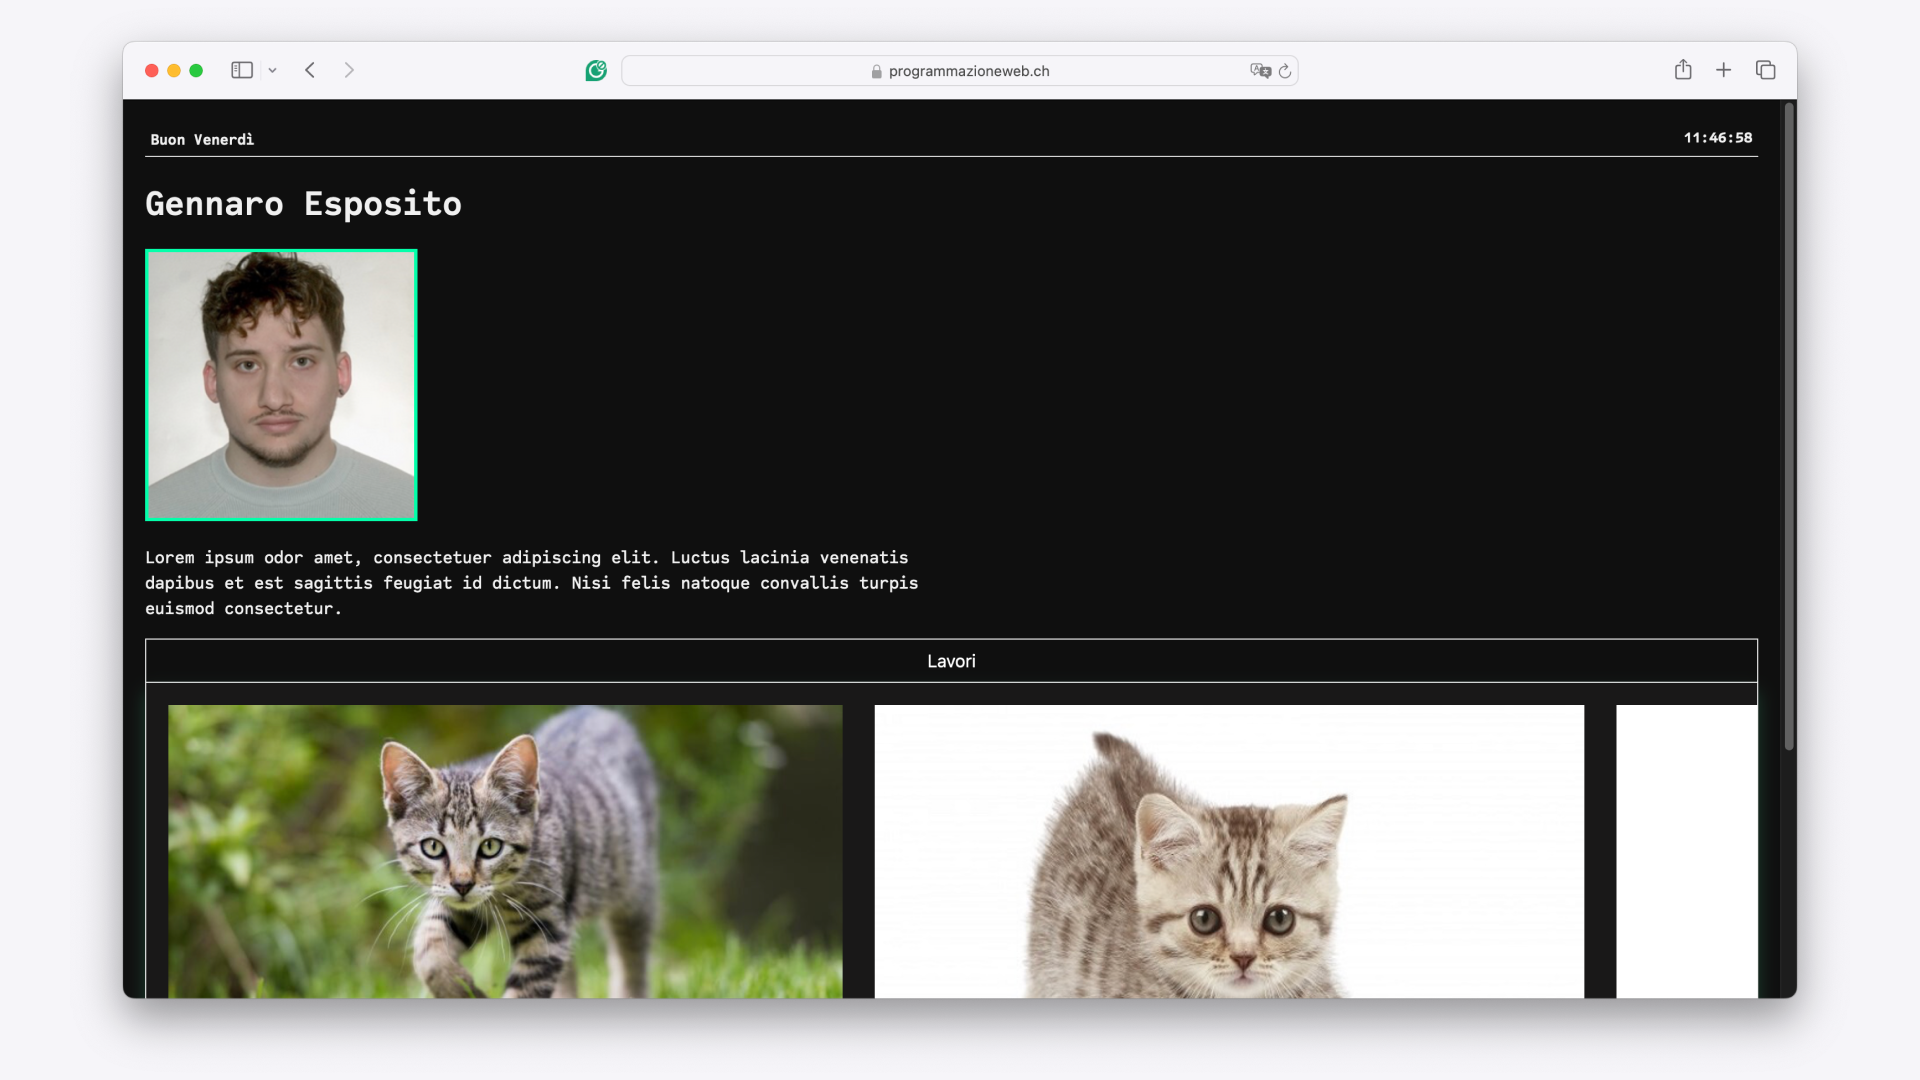 programmazioneweb.ch
Buon Venerdì
11:46:58
Gennaro Esposito
Lorem ipsum odor amet, consectetuer adipiscing elit. Luctus lacinia venenatis
dapibus et est sagittis feugiat id dictum. Nisi felis natoque convallis turpis
euismod consectetur.
Lavori